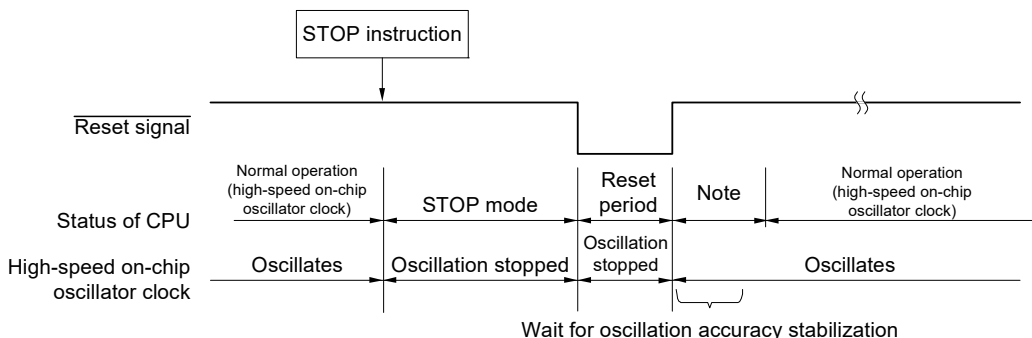 STOP instruction
Reset signal
Status of CPU
Normal operation
(high-speed on-chip
oscillator clock)
STOP mode
Reset
period
Note
Normal operation
(high-speed on-chip
oscillator clock)
High-speed on-chip
oscillator clock
Oscillates
Oscillation stopped
Oscillation
stopped
Oscillates
Wait for oscillation accuracy stabilization